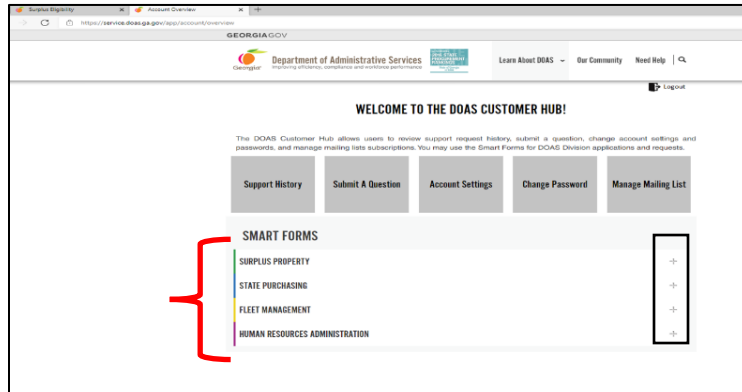 Surplus Digibility
Account Overview
https://service.doas.ga.gov/app/account/overview
GEORGIAGOV
Georgia
Department of Administrative Services
Improving efficiency, compliance and workforce performance.
Learn About DOAS
Our Community
Need Help
Logout
WELCOME TO THE DOAS CUSTOMER HUB!
The DOAS Customer Hub allows users to review support request history, submit a question, change account settings and
passwords, and manage mailing lists subscriptions. You may use the Smart Forms for DOAS Division applications and requests.
Support History
Submit A Question
Account Settings
Change Password
Manage Mailing List
SMART FORMS
SURPLUS PROPERTY
STATE PURCHASING
FLEET MANAGEMENT
HUMAN RESOURCES ADMINISTRATION